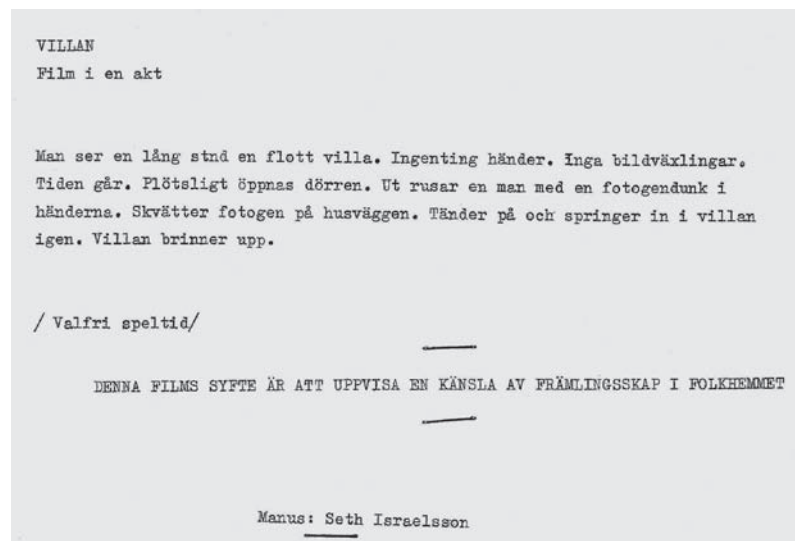 VILLAN
Film i en akt
Man ser en lång stnd en flott villa. Ingenting händer. Inga bildväxlingar.
Tiden går. Plötsligt öppnas dörren. Ut rusar en man med en fotogendunk i
händerna. Skvätter fotogen på husväggen. Tänder på och springer in i villan
igen. Villan brinner upp.
/ Valfri speltid/
DENNA FILMS SYFTE ÄR ATT UPPVISA EN KÄNSLA AV FRÄMLINGSSKAP I FOLKHEMMET
Manus: Seth Israelsson